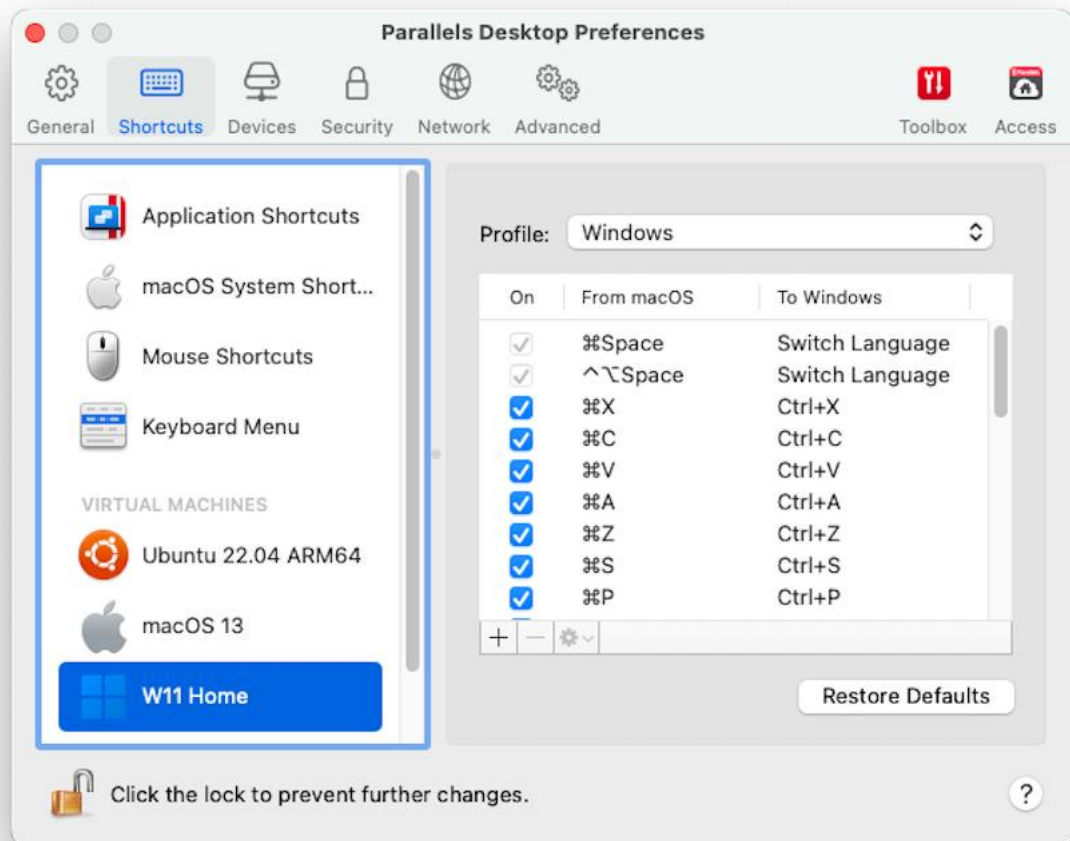 Parallels Desktop Preferences
General Shortcuts Devices Security Network Advanced Toolbox Access
Application Shortcuts
macOS System Short...
Mouse Shortcuts
Keyboard Menu
VIRTUAL MACHINES
Ubuntu 22.04 ARM64
macOS 13
W11 Home
Profile: Windows
On From macOS To Windows
⌘Space Switch Language
^⌥Space Switch Language
⌘X Ctrl+X
⌘C Ctrl+C
⌘V Ctrl+V
⌘A Ctrl+A
⌘Z Ctrl+Z
⌘S Ctrl+S
⌘P Ctrl+P
Restore Defaults
Click the lock to prevent further changes.
?